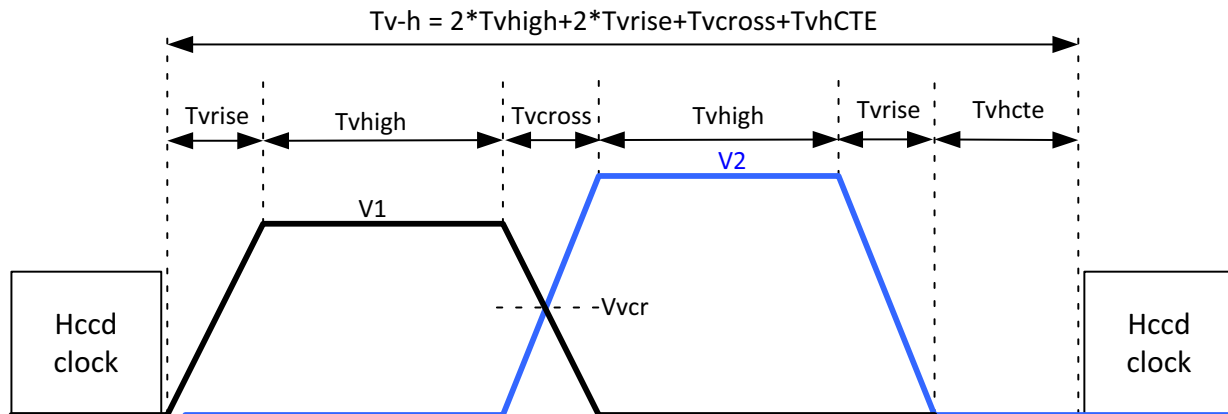 Tv-h = 2*Tvhigh+2*Tvrise+Tvcross+TvhCTE
Tvrise Tvhigh Tvcross Tvhigh Tvrise Tvhcte
V2
V1
Vvcr
Hccd
clock
Hccd
clock